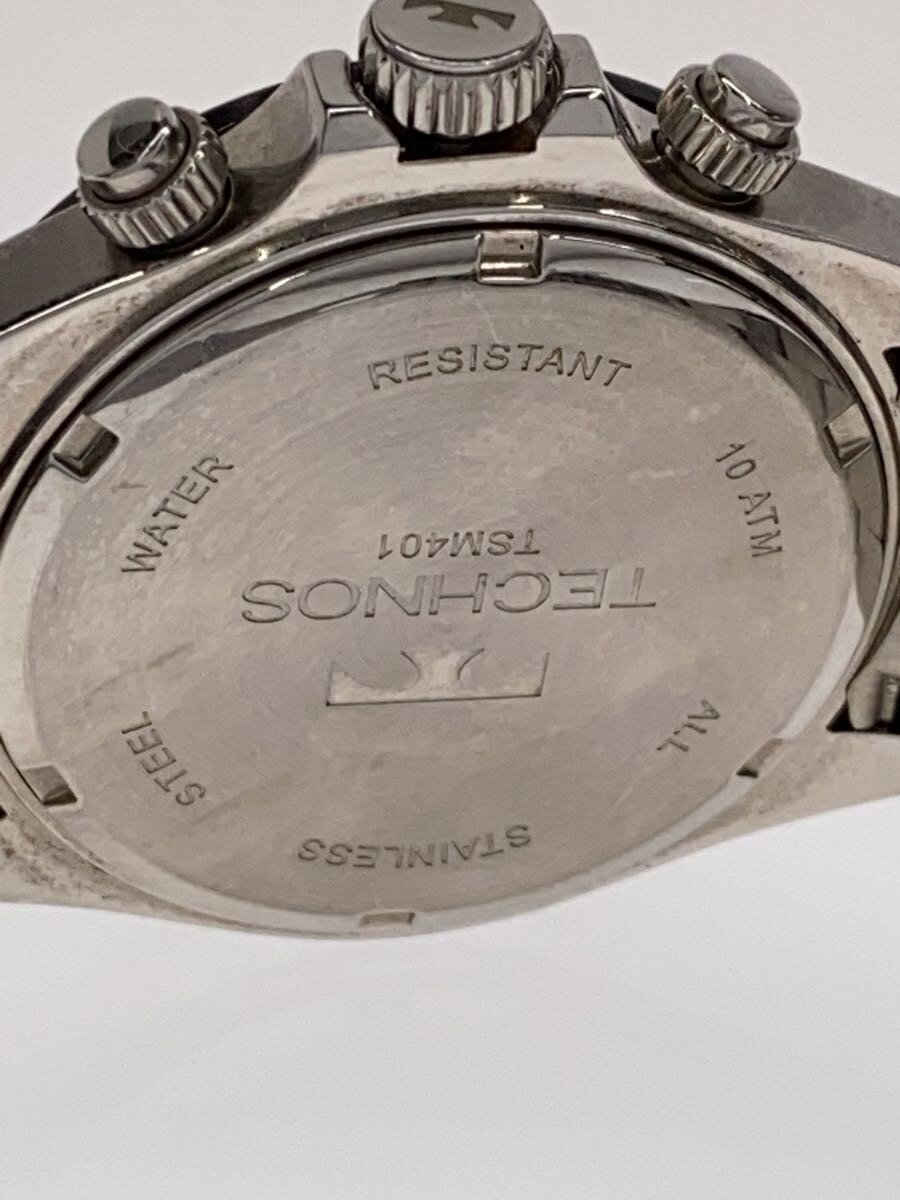 WATER RESISTANT 10 ATM
ALL STAINLESS STEEL
TECHNOS
TSM401